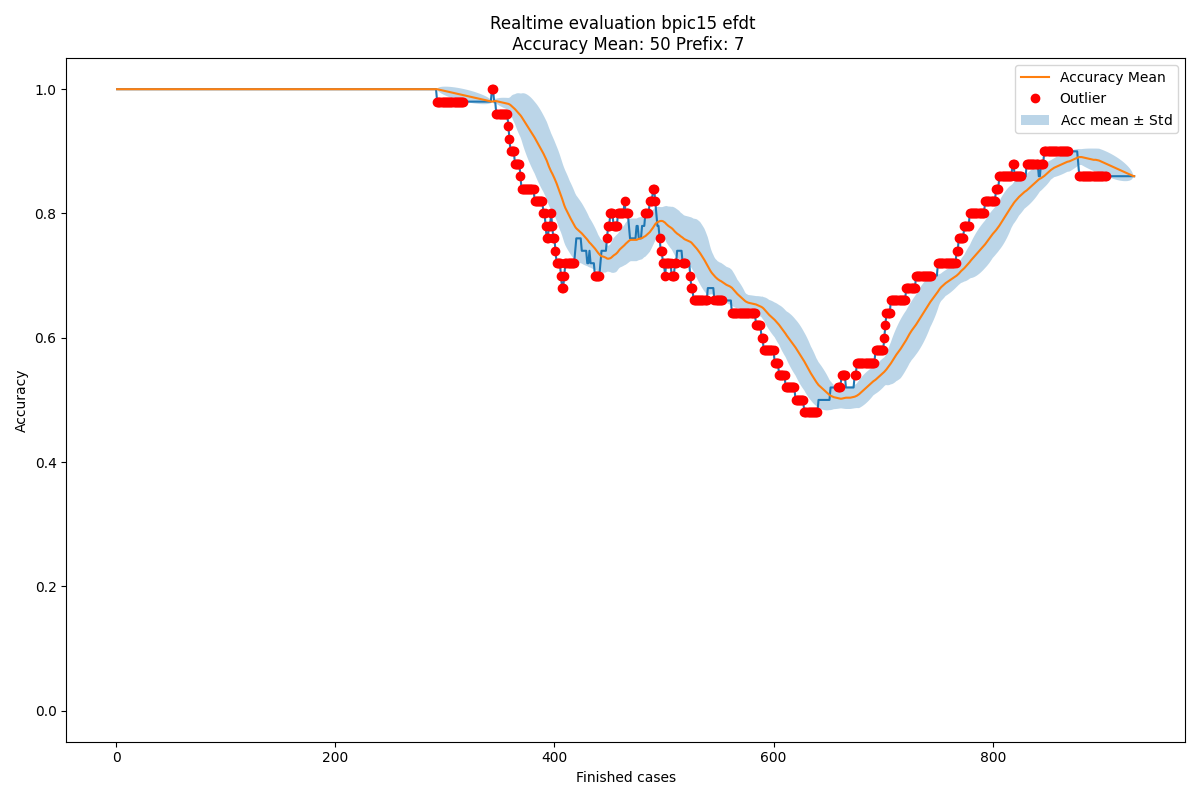 Realtime evaluation bpic15 efdt
Accuracy Mean: 50 Prefix: 7
Accuracy Mean
Outlier
Acc mean ± Std
1.0
0.8
0.6
0.4
0.2
0.0
Accuracy
0
200
400
600
800
Finished cases